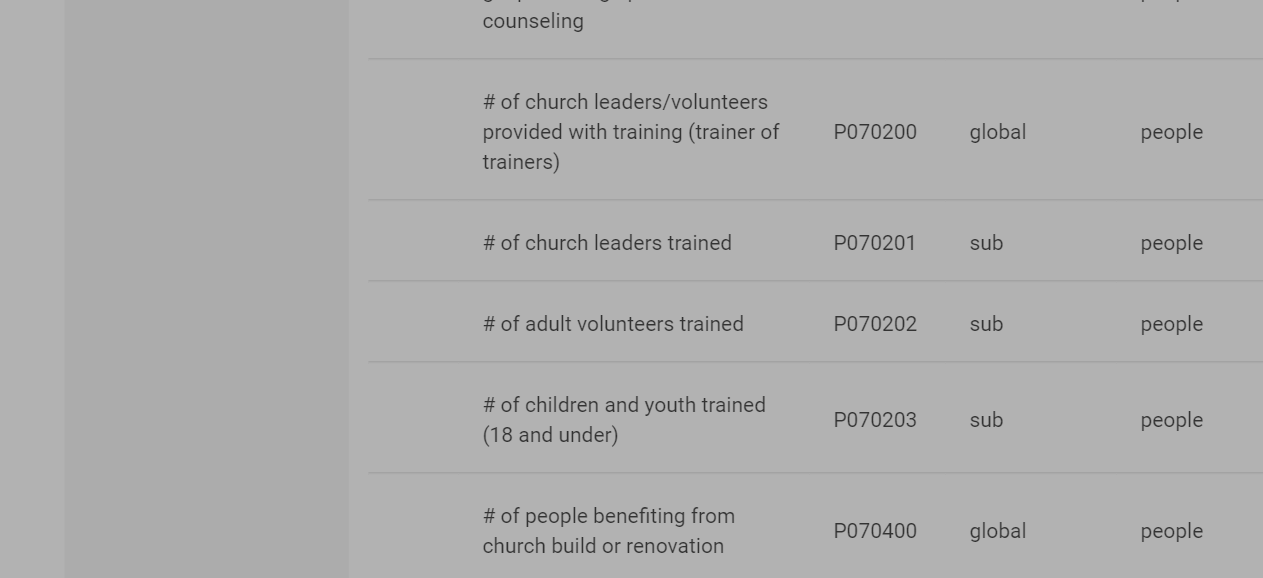 counseling
# of church leaders/volunteers
provided with training (trainer of
trainers)
P070200
global
people
# of church leaders trained
P070201
sub
people
# of adult volunteers trained
P070202
sub
people
# of children and youth trained
(18 and under)
P070203
sub
people
# of people benefiting from
church build or renovation
P070400
global
people